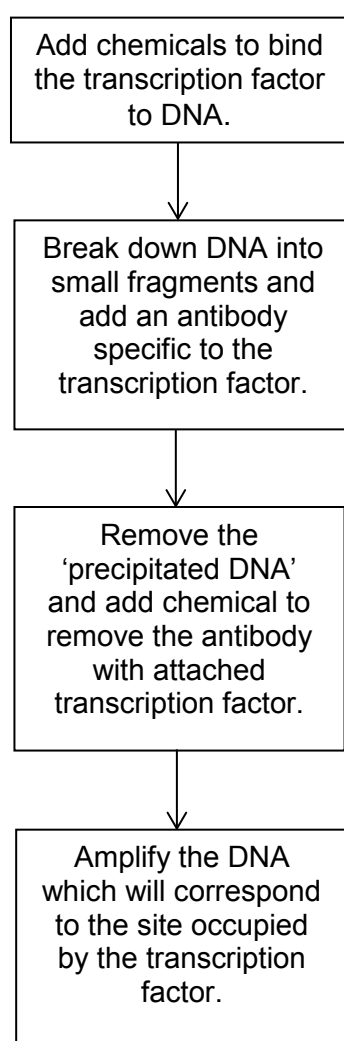 Add chemicals to bind
the transcription factor
to DNA.
Break down DNA into
small fragments and
add an antibody
specific to the
transcription factor.
Remove the
‘precipitated DNA’
and add chemical to
remove the antibody
with attached
transcription factor.
Amplify the DNA
which will correspond
to the site occupied
by the transcription
factor.